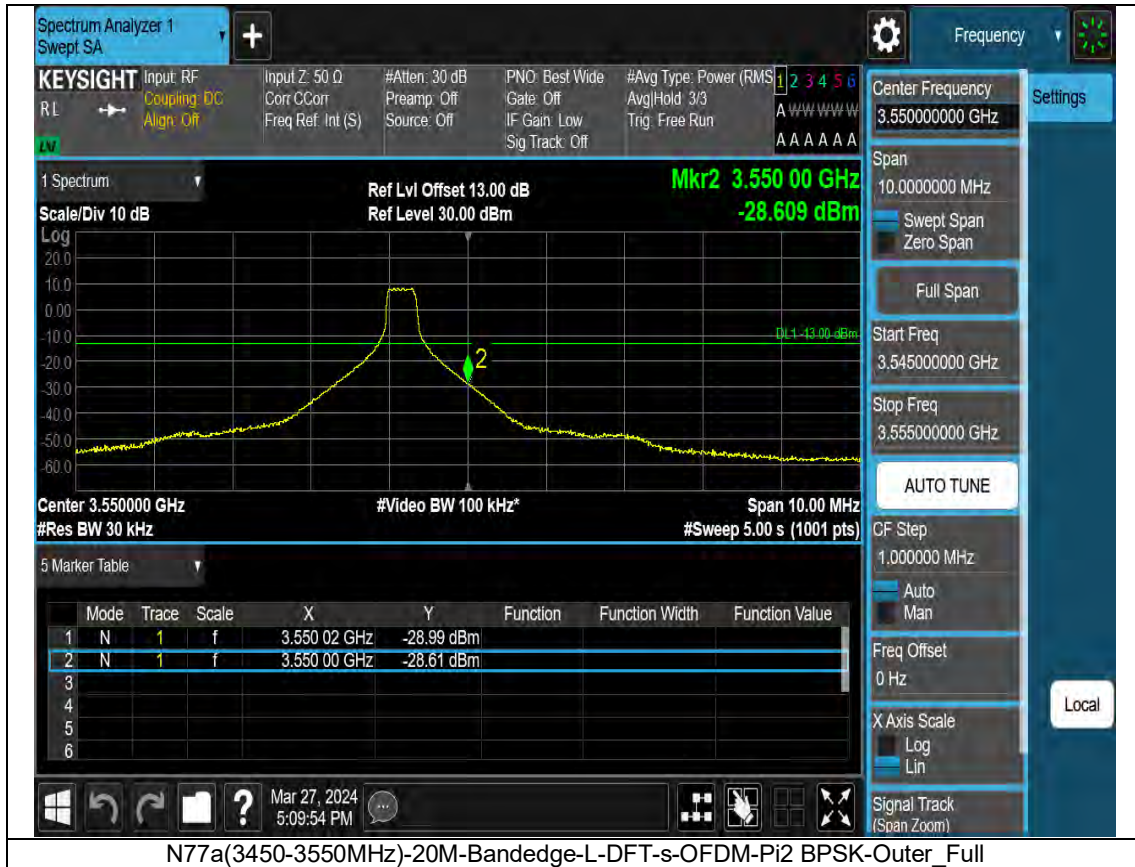 Spectrum Analyzer 1
Swept SA
+
Frequency
KEYSIGHT
RL
Input: RF
Coupling: DC
Align: Off
Input Z: 50 Ω
Corr CCorr
Freq Ref: Int (S)
#Atten: 30 dB
Preamp: Off
Source: Off
PNO: Best Wide
Gate: Off
IF Gain: Low
Sig Track: Off
#Avg Type: Power (RMS
Avg|Hold: 3/3
Trig: Free Run
1 2 3 4 5 6
A W W W W W
A A A A A A
1 Spectrum
Scale/Div 10 dB
Log
Ref Lvl Offset 13.00 dB
Ref Level 30.00 dBm
Mkr2 3.550 00 GHz
-28.609 dBm
20.0
10.0
0.00
-10.0
-20.0
-30.0
-40.0
-50.0
-60.0
DL1 -13.00 dBm
2
Center 3.550000 GHz
#Res BW 30 kHz
#Video BW 100 kHz*
Span 10.00 MHz
#Sweep 5.00 s (1001 pts)
5 Marker Table
Mode Trace Scale X Y Function Function Width Function Value
1 N 1 f 3.550 02 GHz -28.99 dBm
2 N 1 f 3.550 00 GHz -28.61 dBm
3
4
5
6
Mar 27, 2024
5:09:54 PM
?
Center Frequency
3.550000000 GHz
Settings
Span
10.0000000 MHz
Swept Span
Zero Span
Full Span
Start Freq
3.545000000 GHz
Stop Freq
3.555000000 GHz
AUTO TUNE
CF Step
1.000000 MHz
Auto
Man
Freq Offset
0 Hz
X Axis Scale
Log
Lin
Signal Track
(Span Zoom)
Local
N77a(3450-3550MHz)-20M-Bandedge-L-DFT-s-OFDM-Pi2 BPSK-Outer_Full